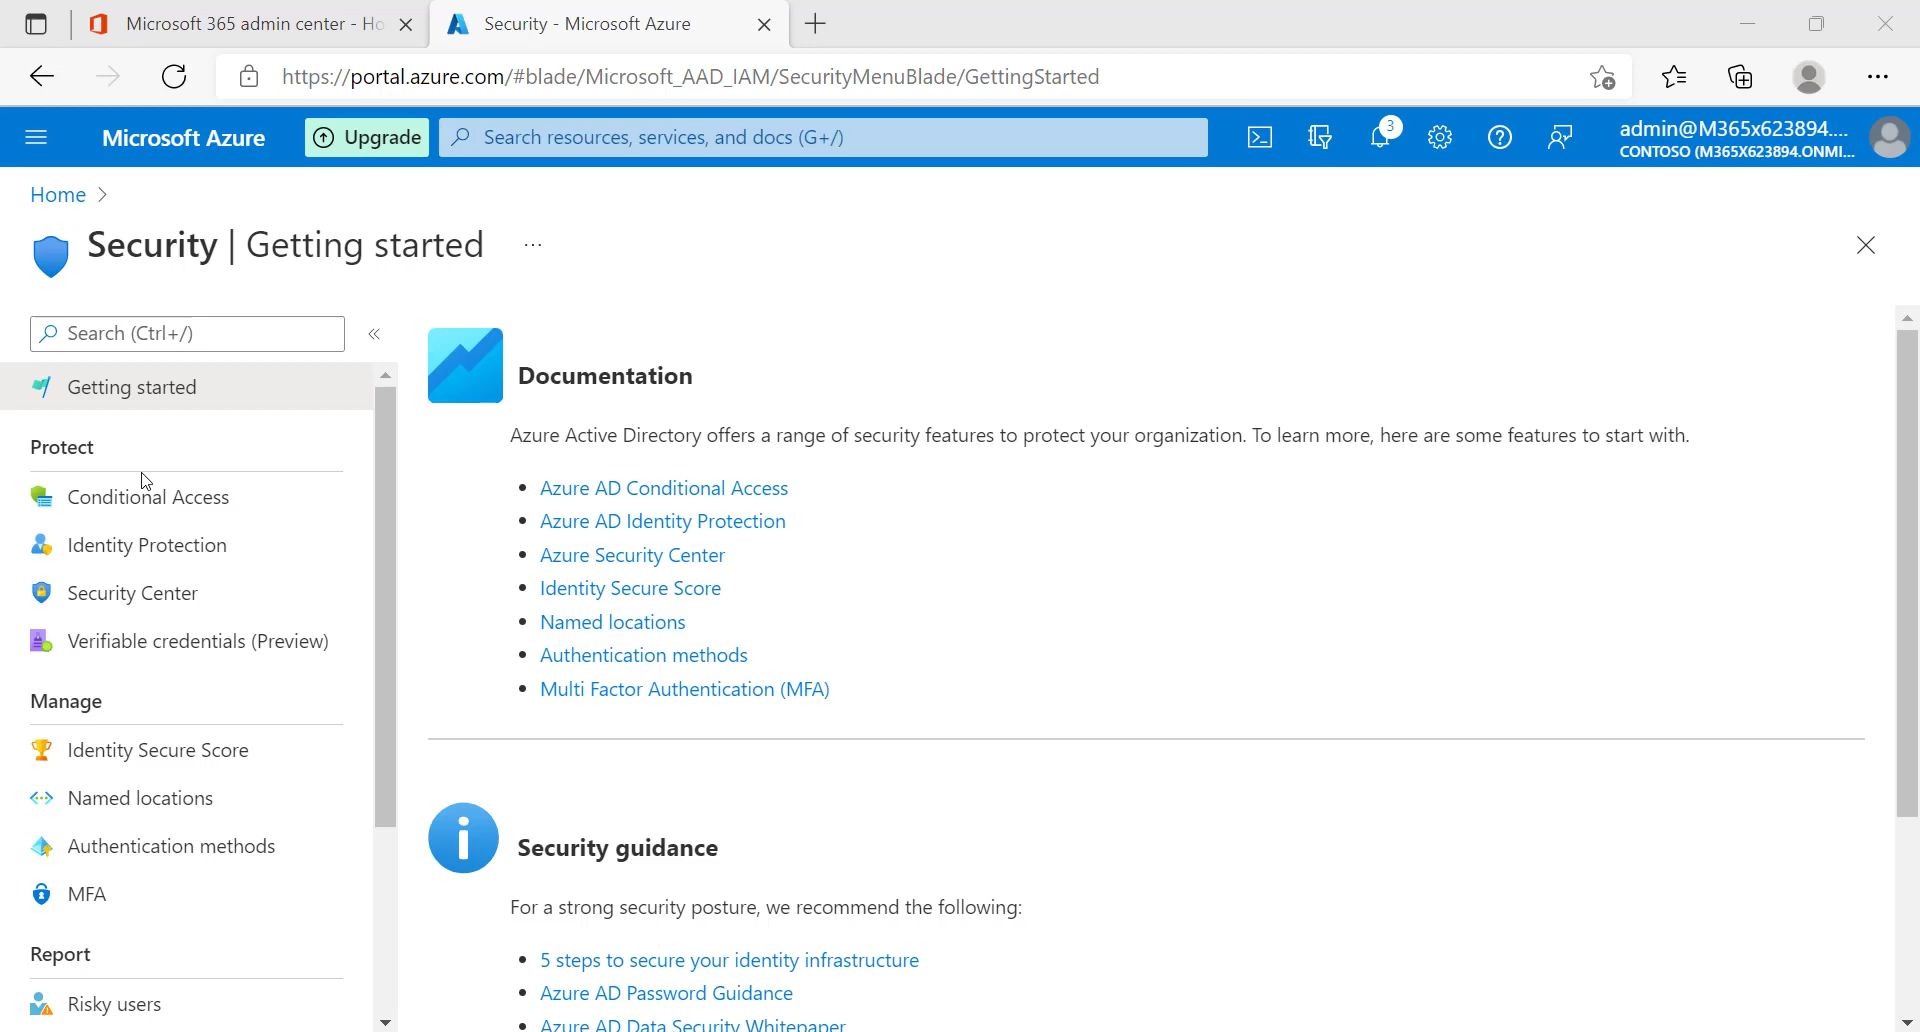 Microsoft 365 admin center - Ho
Security - Microsoft Azure
https://portal.azure.com/#blade/Microsoft_AAD_IAM/SecurityMenuBlade/GettingStarted
Microsoft Azure
Upgrade
Search resources, services, and docs (G+/)
3
admin@M365x623894....
CONTOSO (M365X623894.ONMI...
Home >
Security | Getting started ...
Search (Ctrl+/)
«
Getting started
Protect
Conditional Access
Identity Protection
Security Center
Verifiable credentials (Preview)
Manage
Identity Secure Score
Named locations
Authentication methods
MFA
Report
Risky users
Documentation
Azure Active Directory offers a range of security features to protect your organization. To learn more, here are some features to start with.
• Azure AD Conditional Access
• Azure AD Identity Protection
• Azure Security Center
• Identity Secure Score
• Named locations
• Authentication methods
• Multi Factor Authentication (MFA)
Security guidance
For a strong security posture, we recommend the following:
• 5 steps to secure your identity infrastructure
• Azure AD Password Guidance
• Azure AD Data Security Whitepaper